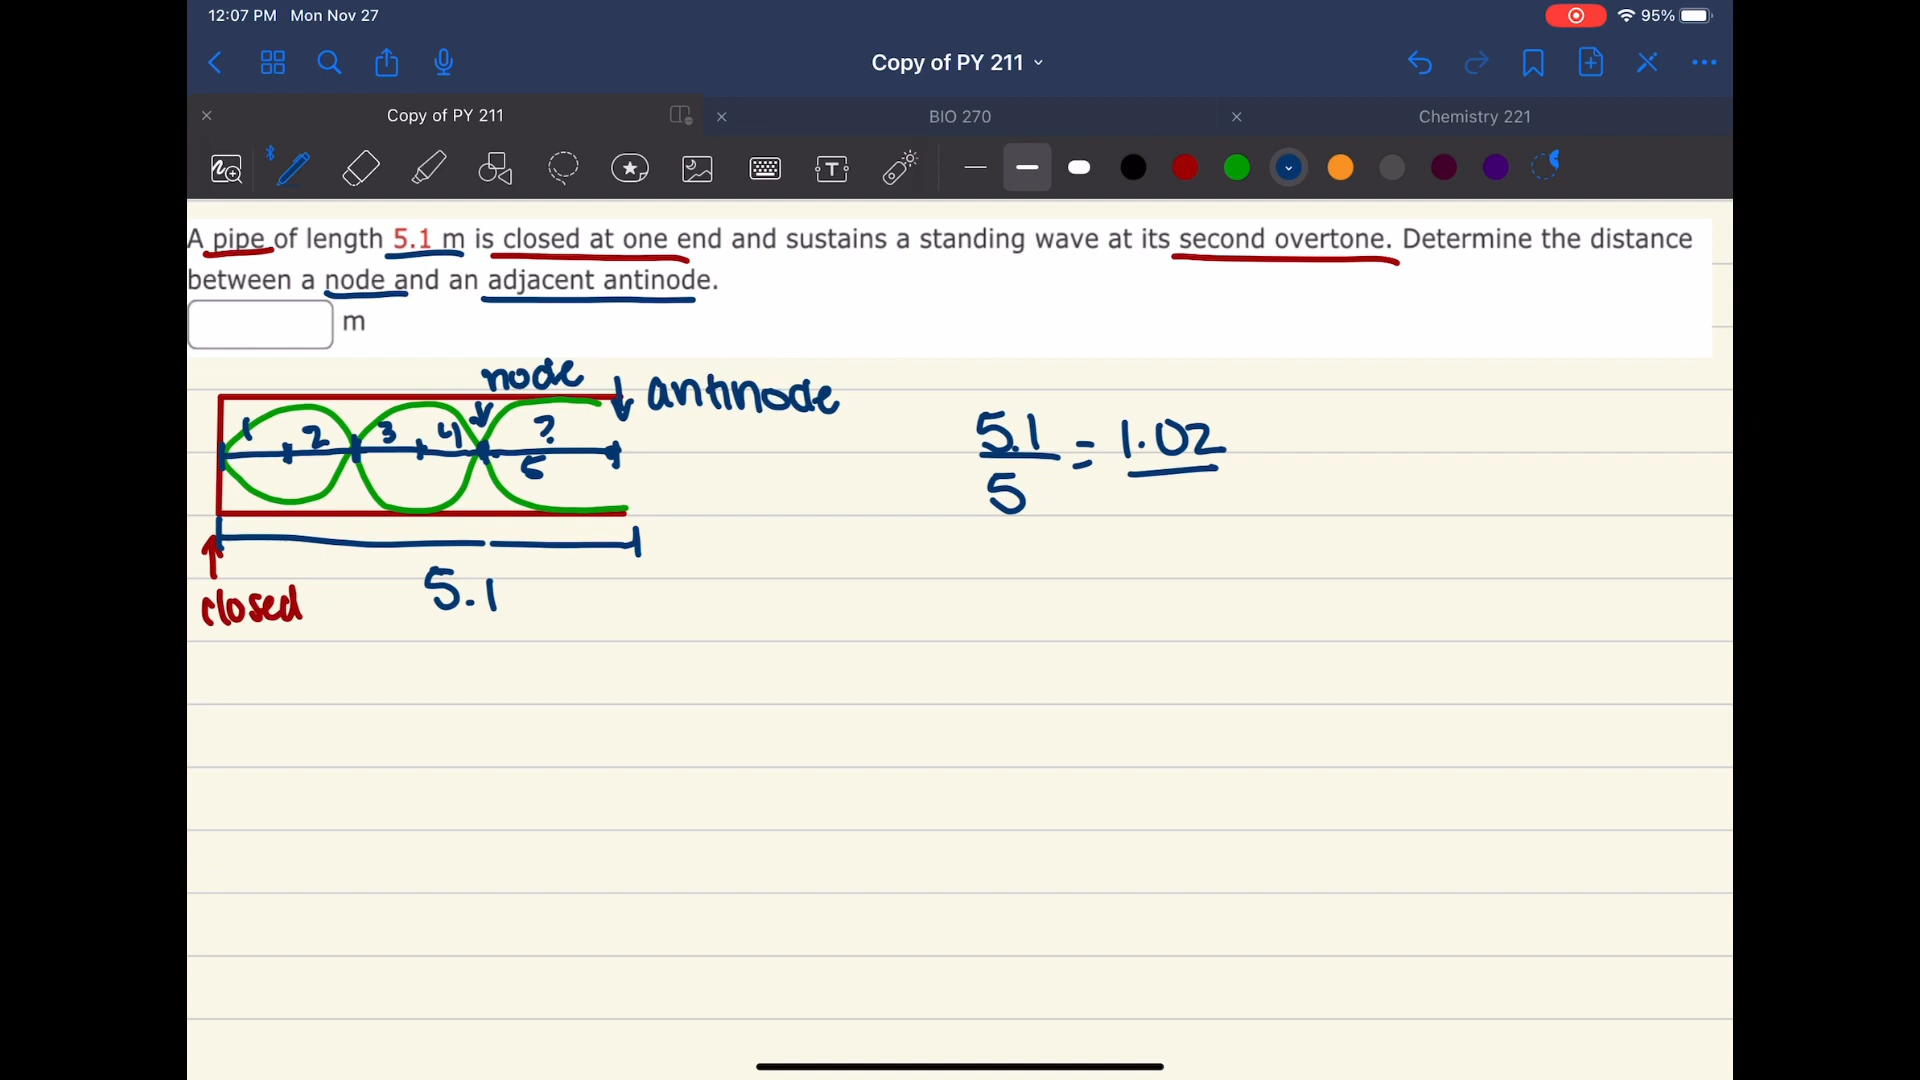 12:07 PM Mon Nov 27
95%
Copy of PY 211
Copy of PY 211
BIO 270
Chemistry 221
T
A pipe of length 5.1 m is closed at one end and sustains a standing wave at its second overtone. Determine the distance
between a node and an adjacent antinode.
m
node
antinode
1 2 3 4 ?
5
5.1
5
= 1.02
closed
5.1